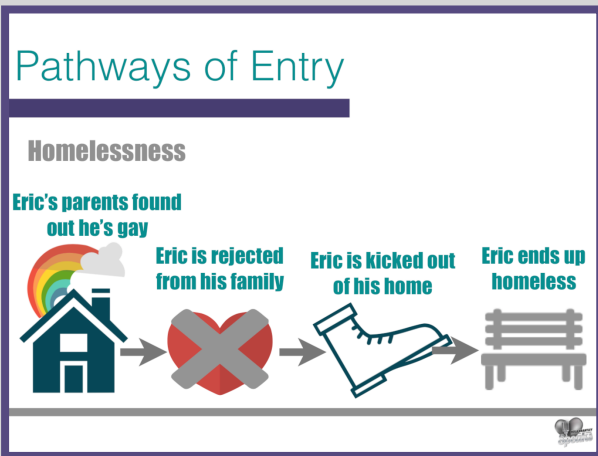 Pathways of Entry
Homelessness
Eric's parents found
out he's gay
Eric is rejected
from his family
Eric is kicked out
of his home
Eric ends up
homeless